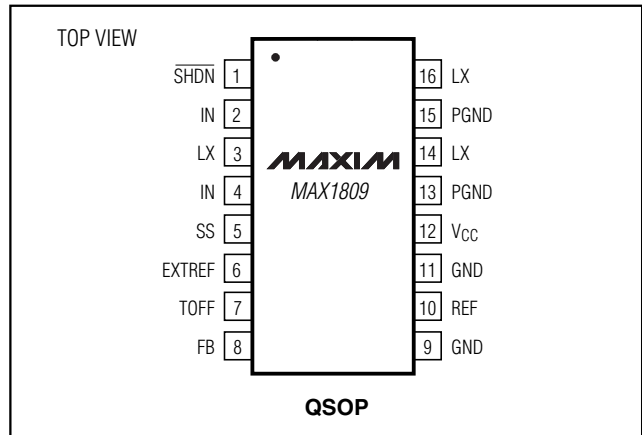 TOP VIEW
SHDN 1
IN 2
LX 3
IN 4
SS 5
EXTREF 6
TOFF 7
FB 8
MAXIM
MAX1809
16 LX
15 PGND
14 LX
13 PGND
12 VCC
11 GND
10 REF
9 GND
QSOP